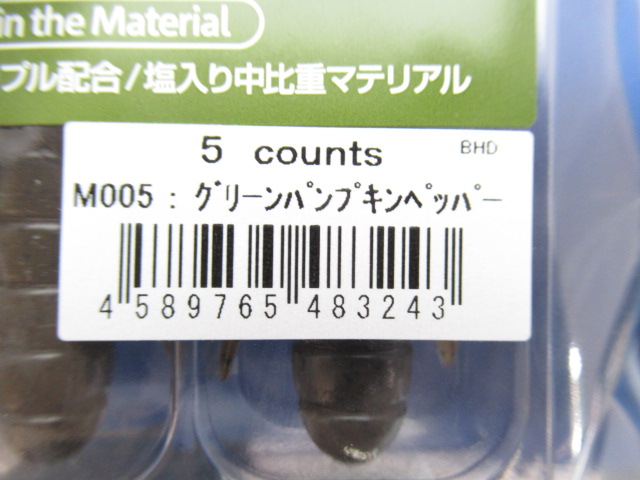 in the Material
プル配合/塩入り中比重マテリアル
5 counts BHD
M005 : グリーンパンプキンペッパー
4 589765 483243